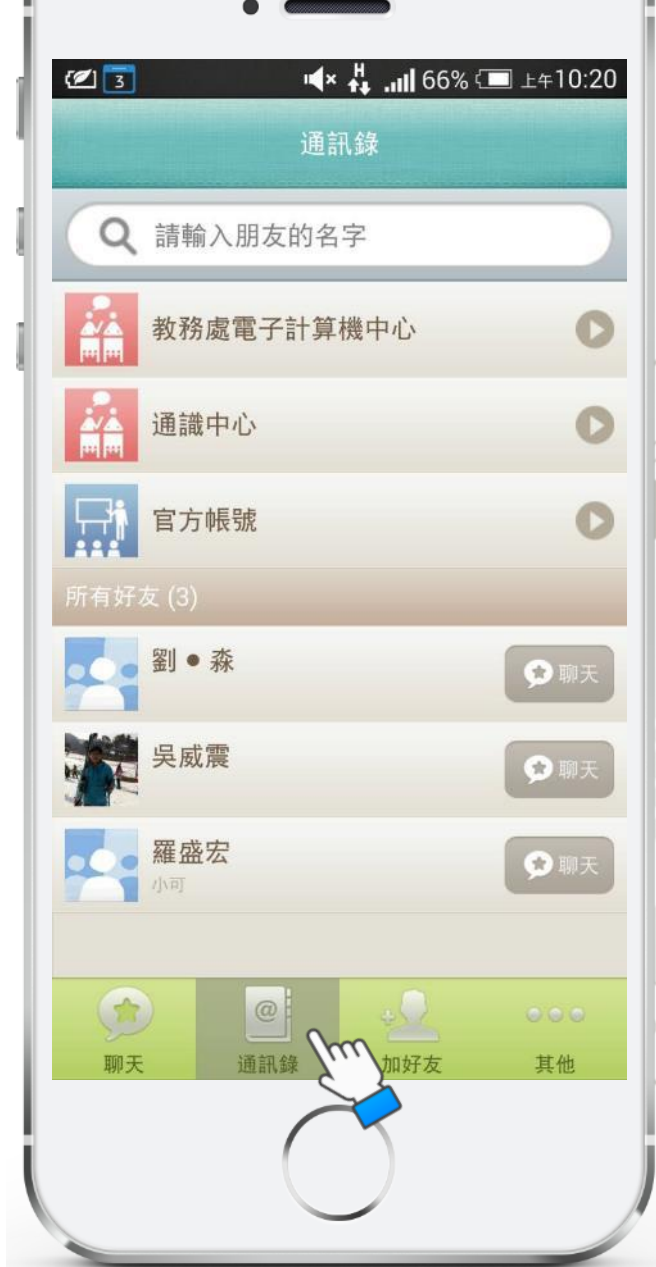 3
H
66%
上午10:20
通訊錄
請輸入朋友的名字
教務處電子計算機中心
通識中心
官方帳號
所有好友 (3)
劉 ● 森
聊天
吳威震
聊天
羅盛宏
小可
聊天
@
聊天
通訊錄
加好友
其他